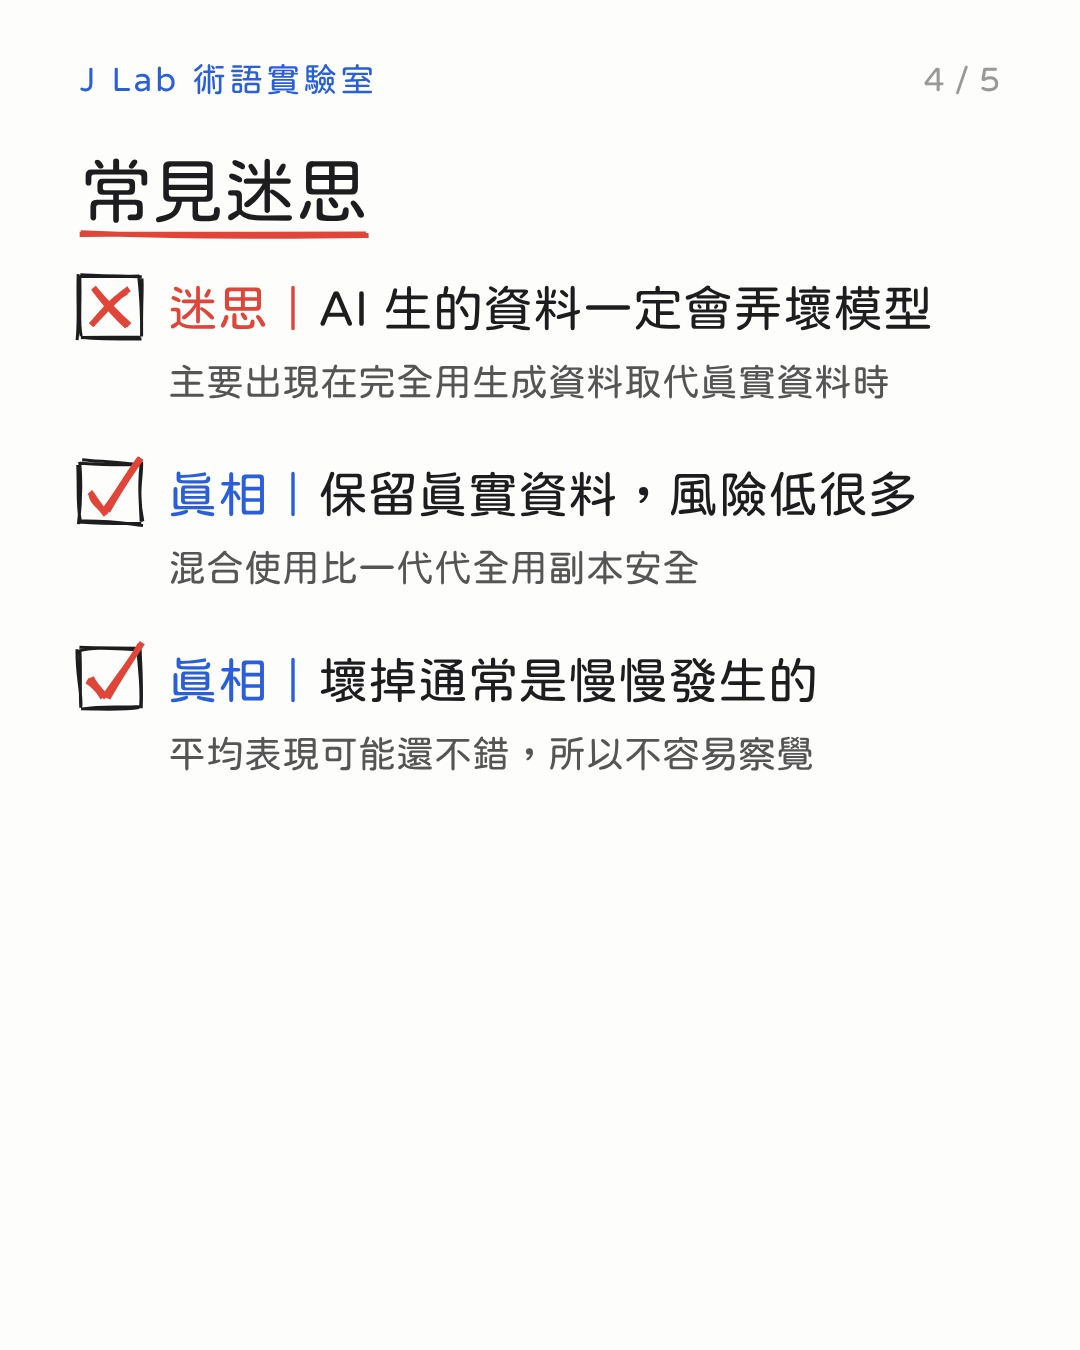 J Lab 術語實驗室
4 / 5
常見迷思
迷思｜AI 生的資料一定會弄壞模型
主要出現在完全用生成資料取代真實資料時
真相｜保留真實資料，風險低很多
混合使用比一代代全用副本安全
真相｜壞掉通常是慢慢發生的
平均表現可能還不錯，所以不容易察覺